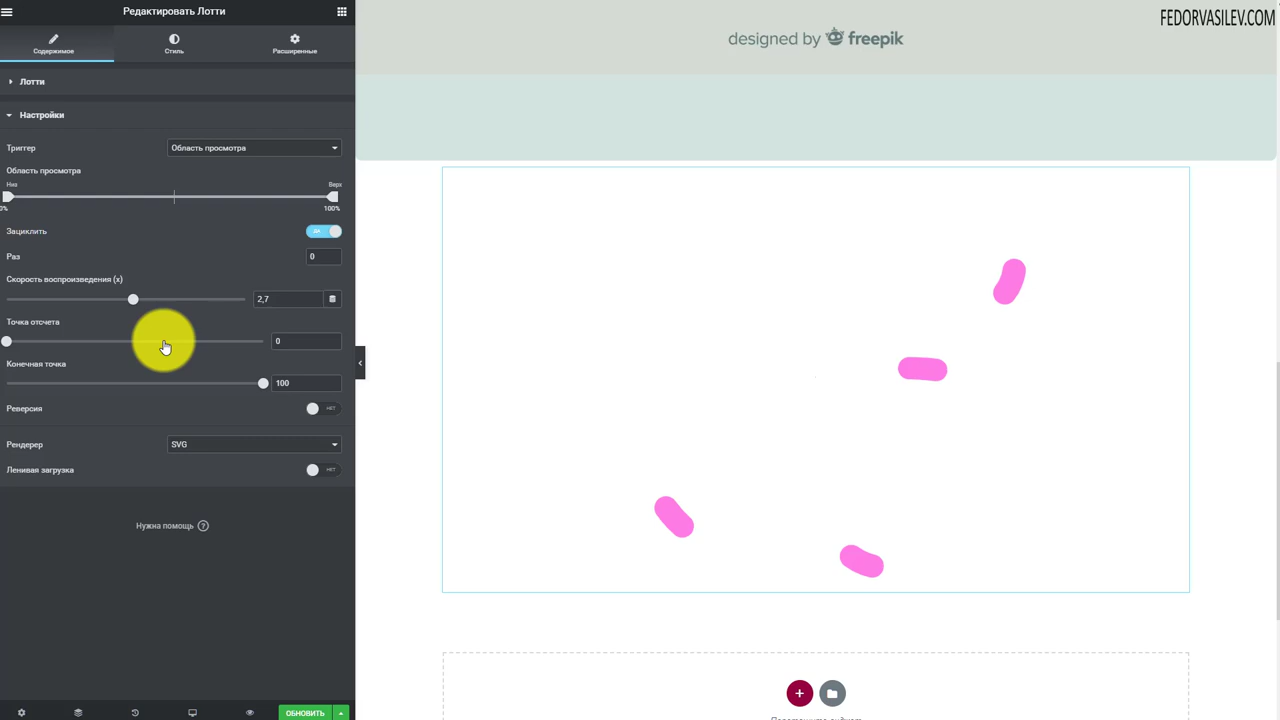 Редактировать Лотти
FEDORVASILEV.COM
designed by freepik
Содержимое
Стиль
Расширенные
Лотти
Настройки
Триггер
Область просмотра
Область просмотра
Низ
Верх
0%
100%
Зациклить
ДА
Раз
0
Скорость воспроизведения (x)
2,7
Точка отсчета
0
Конечная точка
100
Реверсия
НЕТ
Рендерер
SVG
Ленивая загрузка
НЕТ
Нужна помощь ?
ОБНОВИТЬ